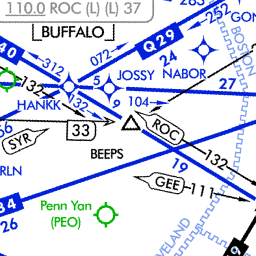 110.0 ROC (L) (L) 37
BUFFALO
252
GON
Q29
072
24
NABOR
BOSTON
40
312
132
5
JOSSY
27
HANKK
132
9
104
66
33
ROC
SYR
BEEPS
132
19
RLN
GEE
111
34
26
Penn Yan
(PEO)
VELAND
9